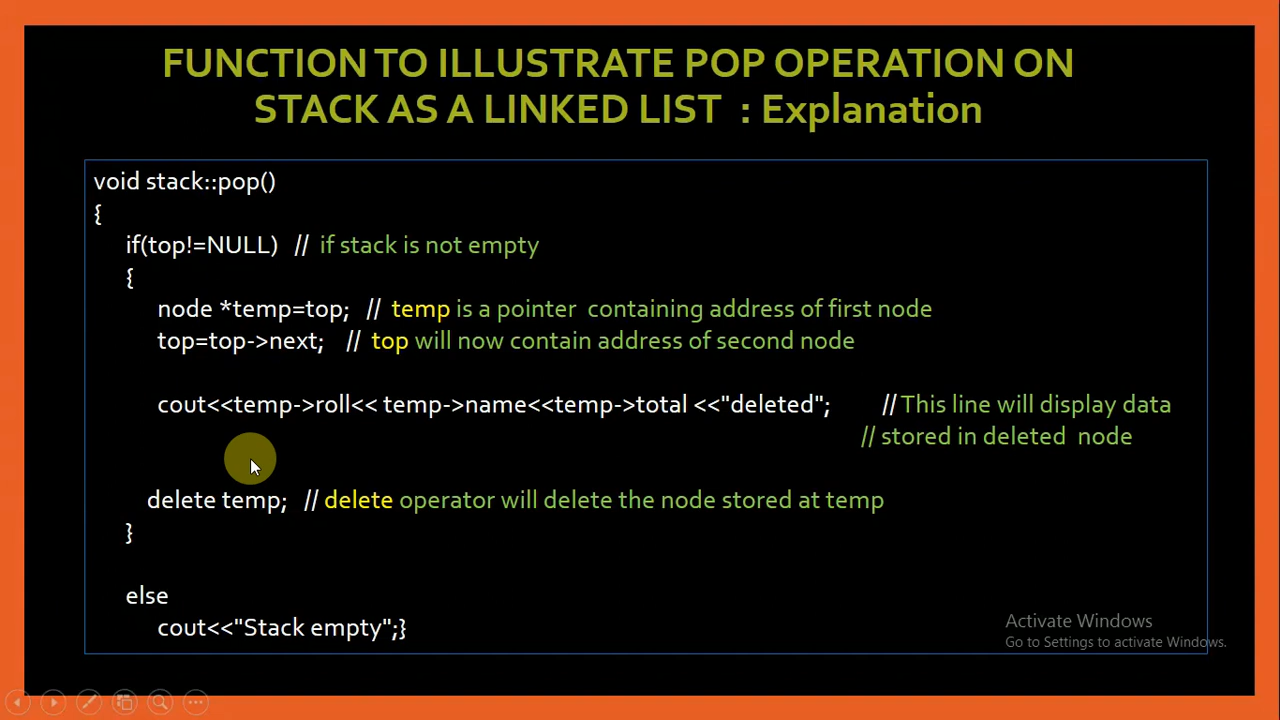 FUNCTION TO ILLUSTRATE POP OPERATION ON
STACK AS A LINKED LIST : Explanation
void stack::pop()
{
if(top!=NULL) // if stack is not empty
{
node *temp=top; // temp is a pointer containing address of first node
top=top->next; // top will now contain address of second node
cout<<temp->roll<< temp->name<<temp->total <<"deleted"; // This line will display data
// stored in deleted node
delete temp; // delete operator will delete the node stored at temp
}
else
cout<<"Stack empty";}
Activate Windows
Go to Settings to activate Windows.